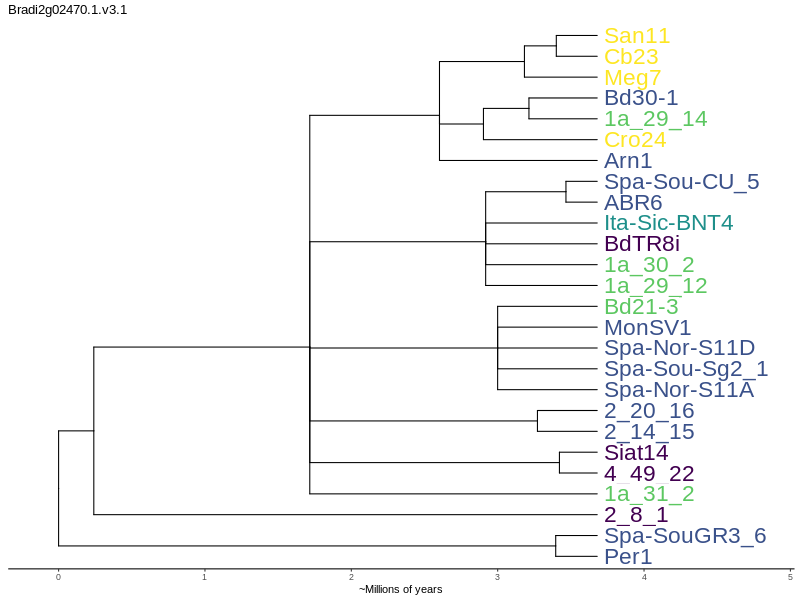 Bradi2g02470.1.v3.1
San11
Cb23
Meg7
Bd30-1
1a_29_14
Cro24
Arn1
Spa-Sou-CU_5
ABR6
Ita-Sic-BNT4
BdTR8i
1a_30_2
1a_29_12
Bd21-3
MonSV1
Spa-Nor-S11D
Spa-Sou-Sg2_1
Spa-Nor-S11A
2_20_16
2_14_15
Siat14
4_49_22
1a_31_2
2_8_1
Spa-SouGR3_6
Per1
0 1 2 3 4 5
~Millions of years